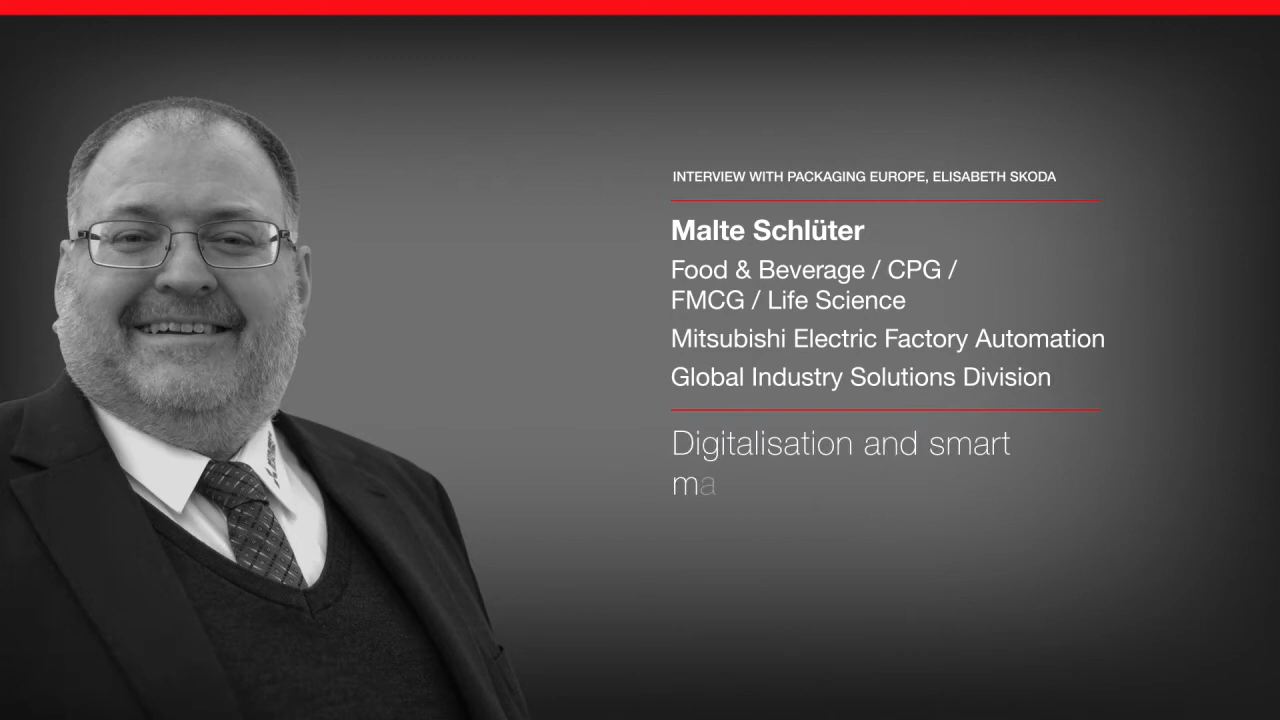 INTERVIEW WITH PACKAGING EUROPE, ELISABETH SKODA
Malte Schlüter
Food & Beverage / CPG /
FMCG / Life Science
Mitsubishi Electric Factory Automation
Global Industry Solutions Division
Digitalisation and smart
ma